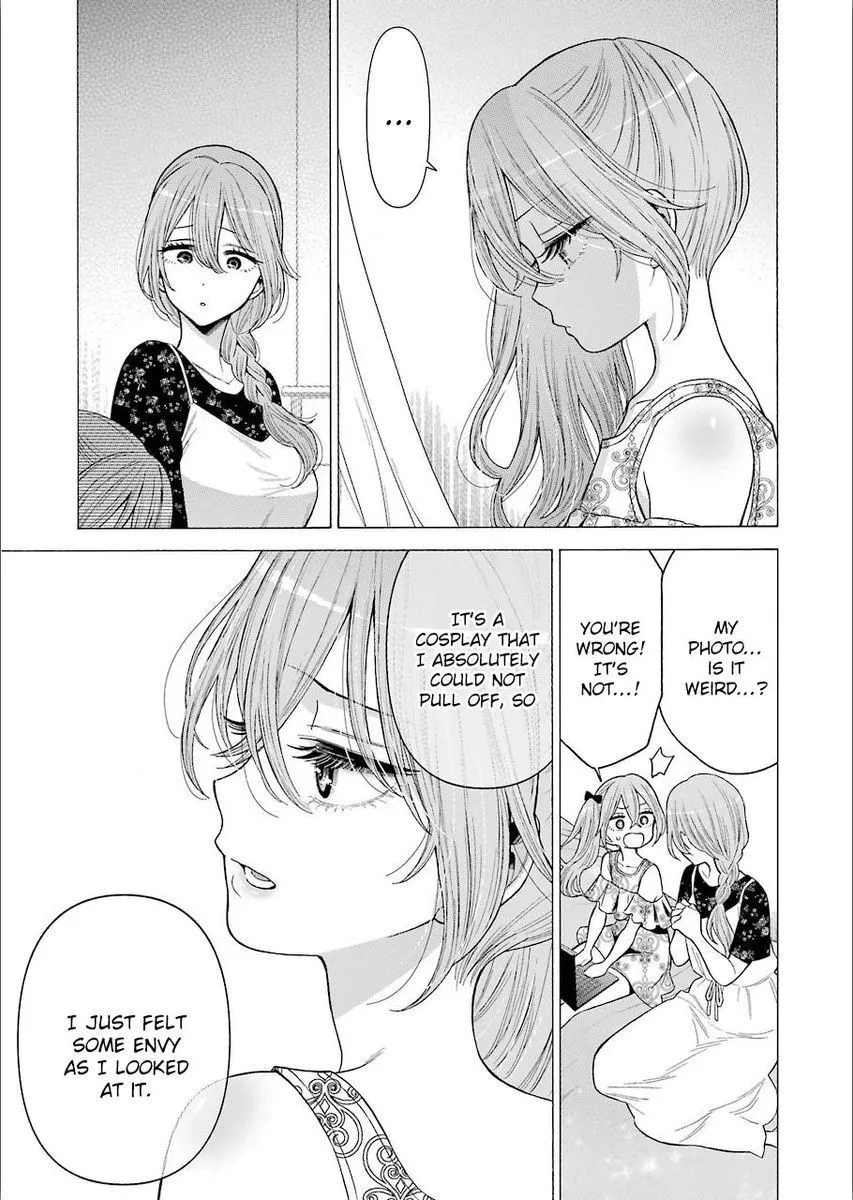 ...
MY
PHOTO...
IS IT
WEIRD...?
YOU'RE
WRONG!
IT'S
NOT...!
IT'S A
COSPLAY THAT
I ABSOLUTELY
COULD NOT
PULL OFF, SO
I JUST FELT
SOME ENVY
AS I LOOKED
AT IT.